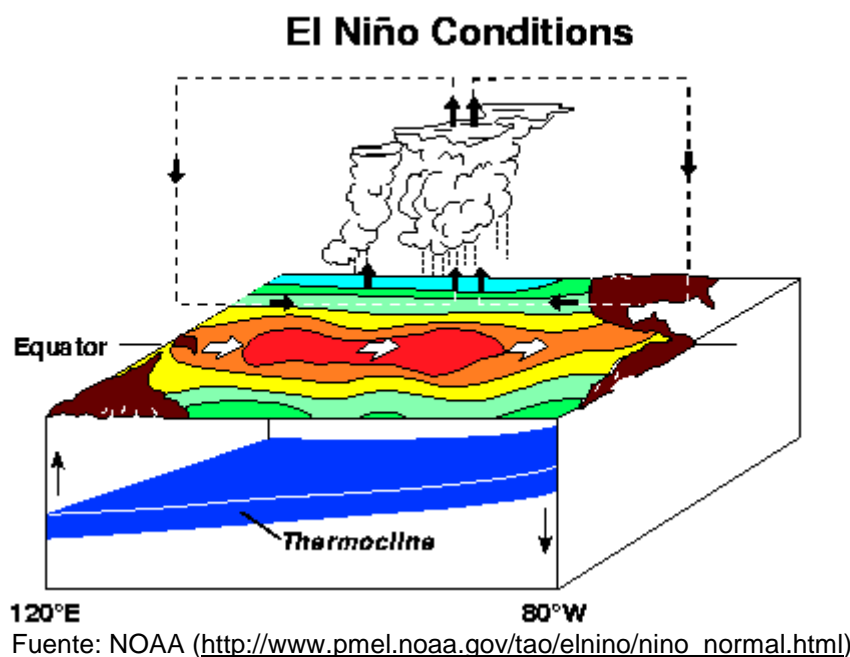 El Niño Conditions
Equator
Thermocline
120°E 80°W
Fuente: NOAA (http://www.pmel.noaa.gov/tao/elnino/nino_normal.html)